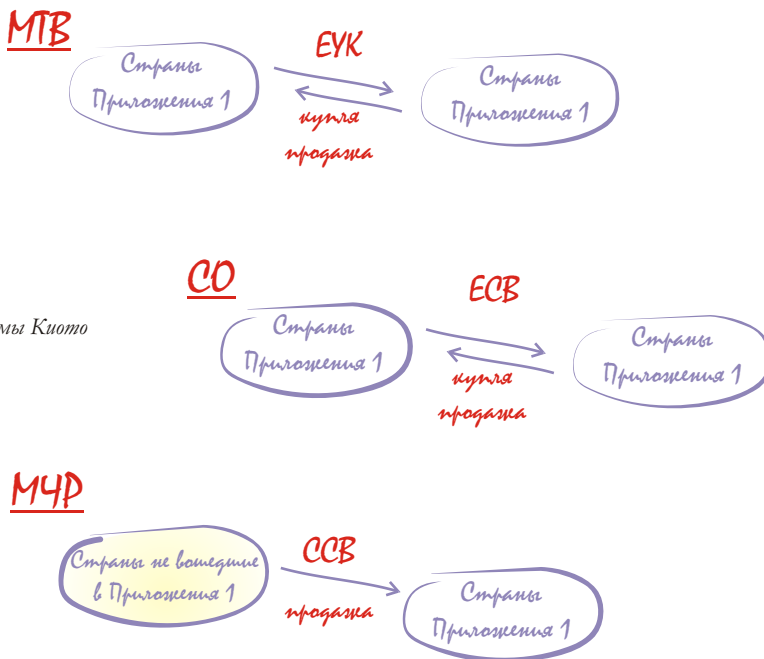 МТВ
ЕУК
Страны
Приложения 1
Страны
Приложения 1
купля
продажа
СО
ЕСВ
мы Киото
Страны
Приложения 1
Страны
Приложения 1
купля
продажа
МЧР
Страны не вошедшие
в Приложения 1
ССВ
продажа
Страны
Приложения 1